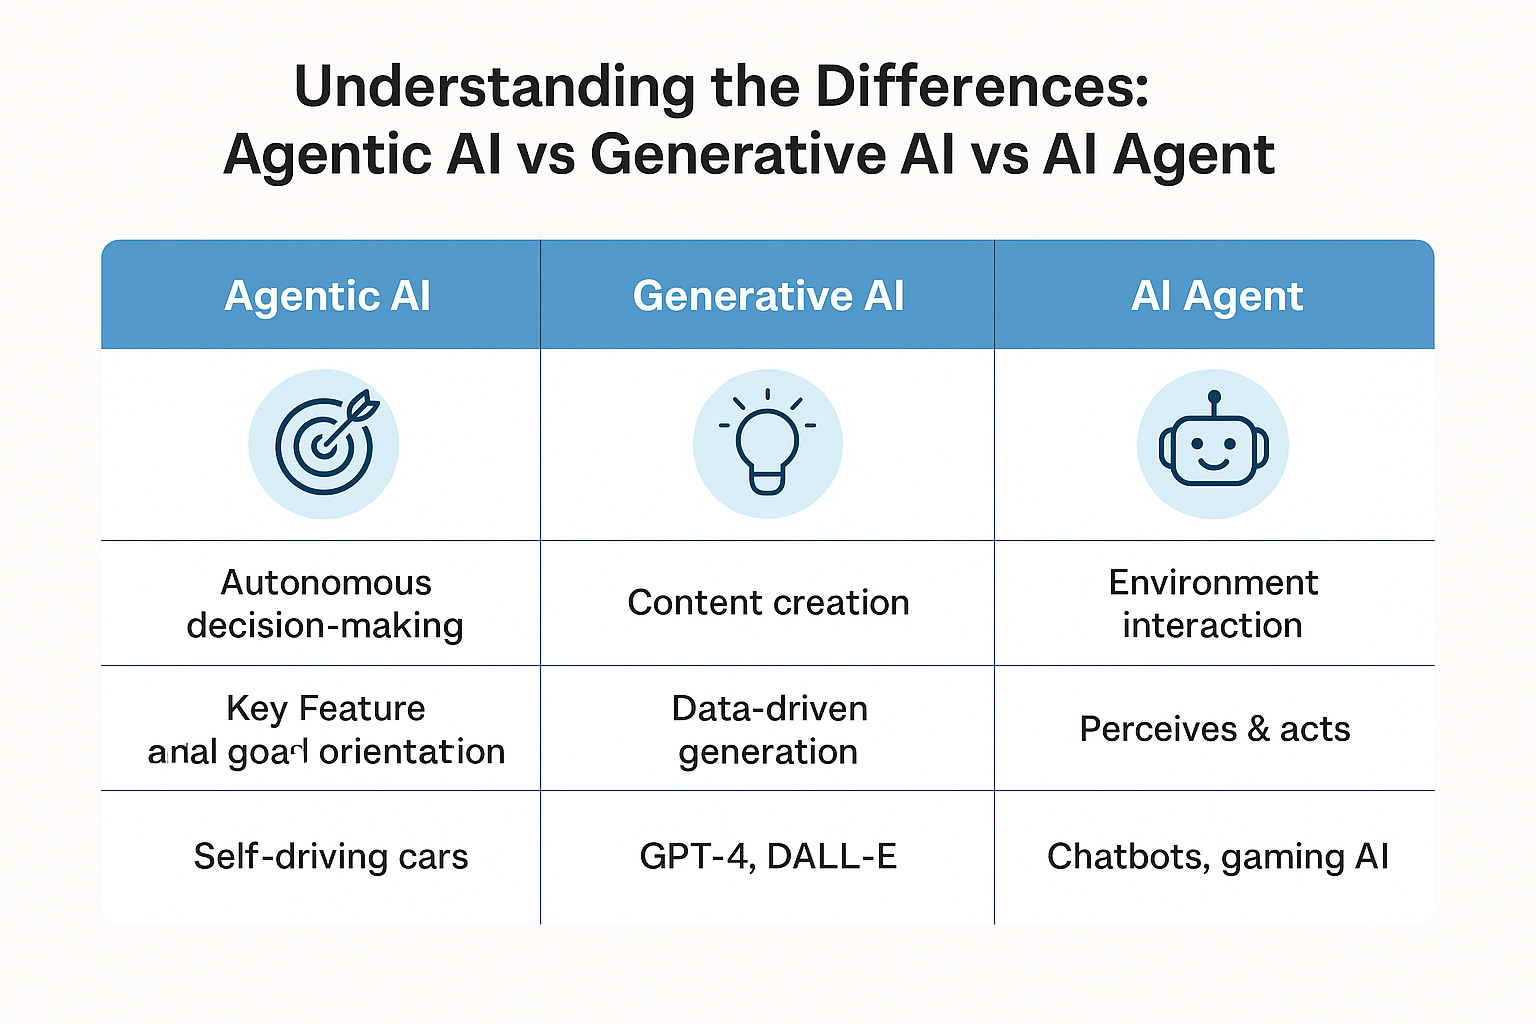 Understanding the Differences:
Agentic AI vs Generative AI vs AI Agent
Agentic AI
Generative AI
AI Agent
Autonomous
decision-making
Content creation
Environment
interaction
Key Feature
orientation
Data-driven
generation
Perceives & acts
Self-driving cars
GPT-4, DALL-E
Chatbots, gaming AI